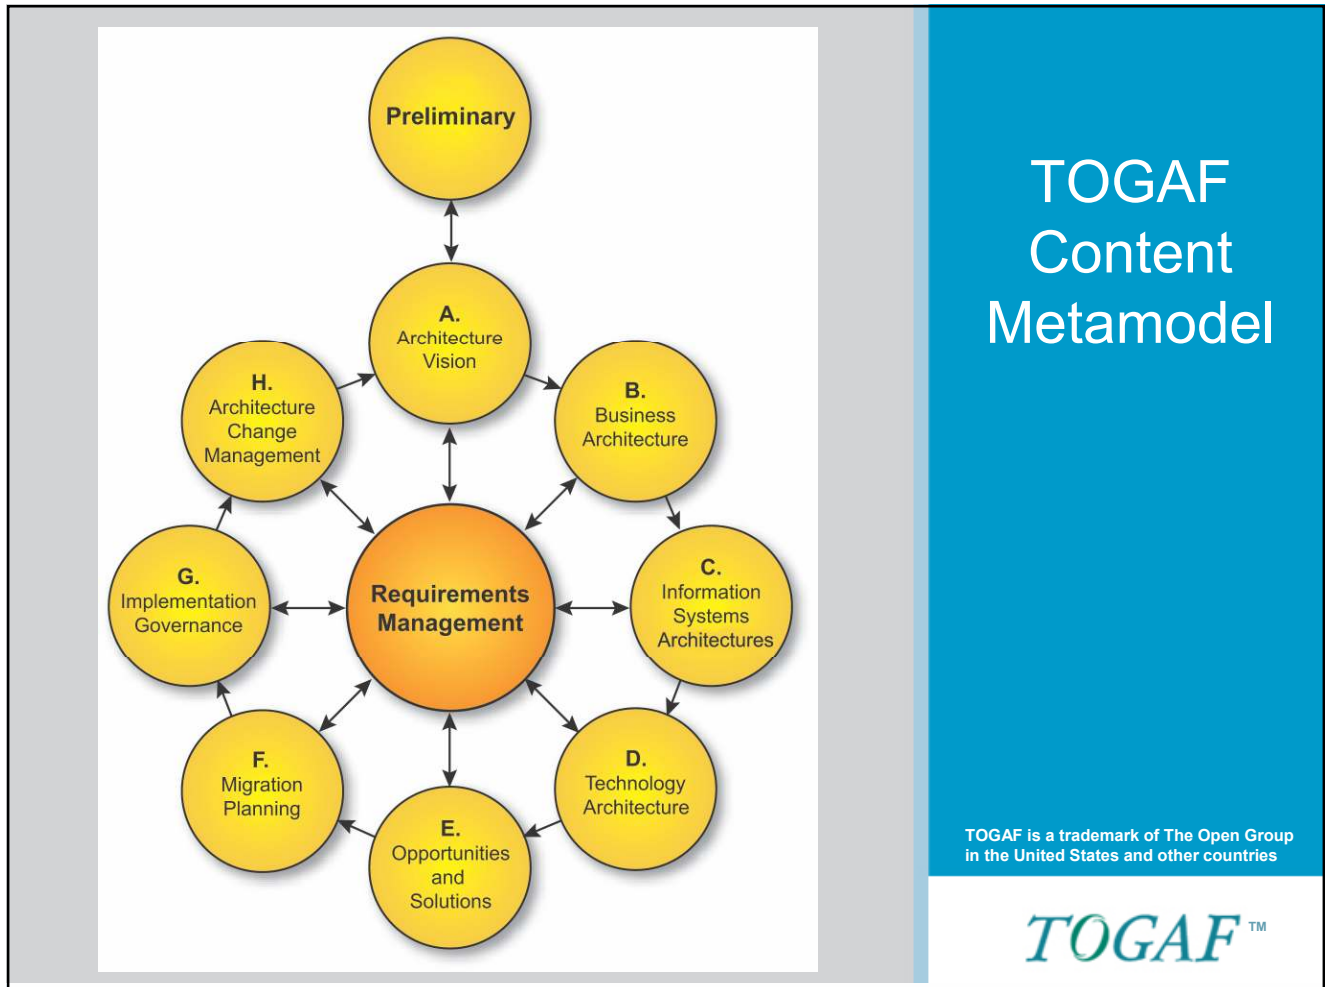 Preliminary
A.
Architecture
Vision
B.
Business
Architecture
C.
Information
Systems
Architectures
D.
Technology
Architecture
E.
Opportunities
and
Solutions
F.
Migration
Planning
G.
Implementation
Governance
H.
Architecture
Change
Management
Requirements
Management
TOGAF
Content
Metamodel
TOGAF is a trademark of The Open Group
in the United States and other countries
TOGAF™